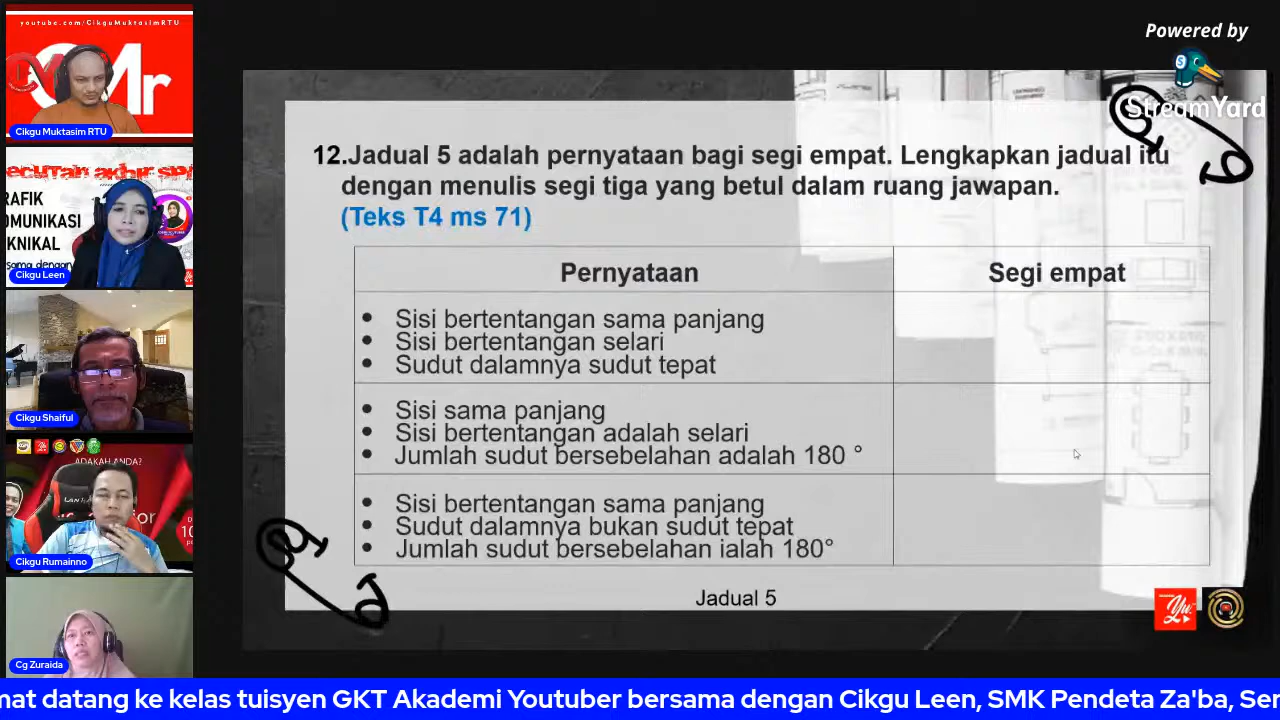 youtube.com/CikguMuktasimRTU
Cikgu Muktasim RTU
Cikgu Leen
Cikgu Shaiful
ADAKAH ANDA?
Cikgu Rumainno
Cg Zuraida
Powered by
StreamYard
12.Jadual 5 adalah pernyataan bagi segi empat. Lengkapkan jadual itu
dengan menulis segi tiga yang betul dalam ruang jawapan.
(Teks T4 ms 71)
Pernyataan
Segi empat
• Sisi bertentangan sama panjang
• Sisi bertentangan selari
• Sudut dalamnya sudut tepat
• Sisi sama panjang
• Sisi bertentangan adalah selari
• Jumlah sudut bersebelahan adalah 180 °
• Sisi bertentangan sama panjang
• Sudut dalamnya bukan sudut tepat
• Jumlah sudut bersebelahan ialah 180°
Jadual 5
mat datang ke kelas tuisyen GKT Akademi Youtuber bersama dengan Cikgu Leen, SMK Pendeta Za'ba, Ser